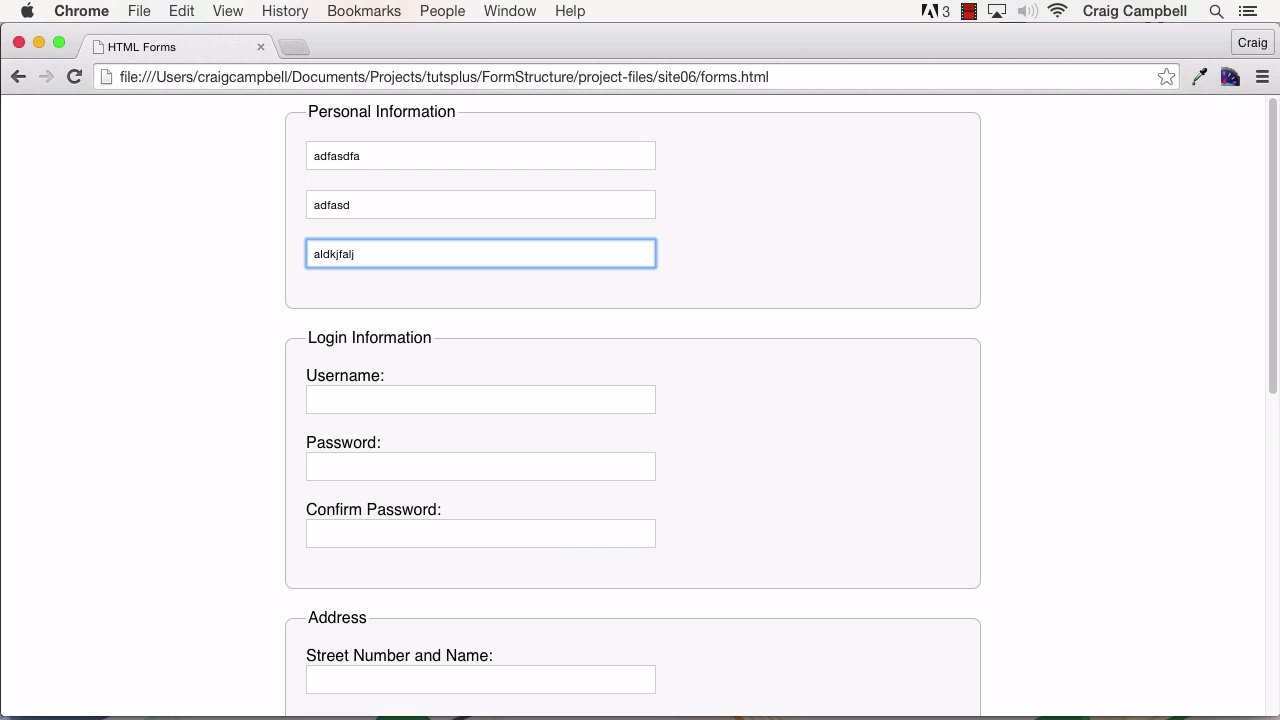 Chrome File Edit View History Bookmarks People Window Help 3 Craig Campbell
HTML Forms
Craig
file:///Users/craigcampbell/Documents/Projects/tutsplus/FormStructure/project-files/site06/forms.html
Personal Information
adfasdfa
adfasd
aldkjfalj
Login Information
Username:
Password:
Confirm Password:
Address
Street Number and Name: